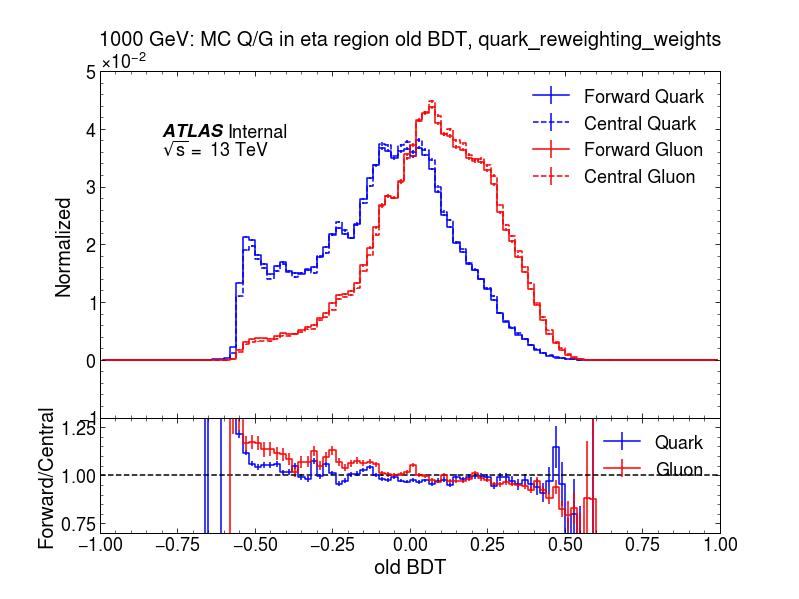 1000 GeV: MC Q/G in eta region old BDT, quark_reweighting_weights
×10⁻²
5
4
3
2
1
0
−1
Normalized
ATLAS Internal
√s = 13 TeV
Forward Quark
Central Quark
Forward Gluon
Central Gluon
1.25
1.00
0.75
Forward/Central
Quark
Gluon
−1.00 −0.75 −0.50 −0.25 0.00 0.25 0.50 0.75 1.00
old BDT